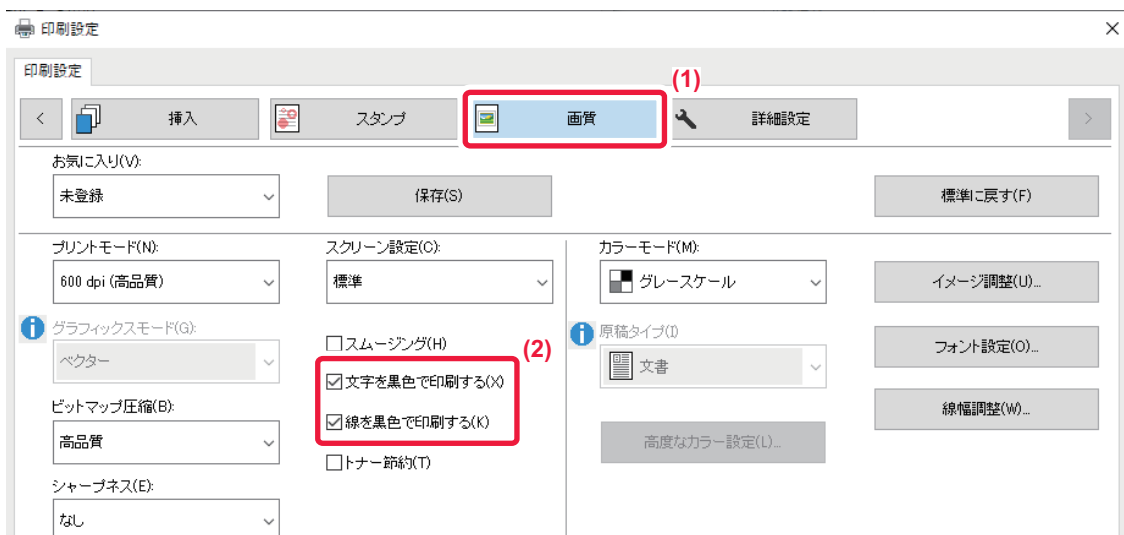 印刷設定
印刷設定
(1)
挿入
スタンプ
画質
詳細設定
お気に入り(V):
未登録
保存(S)
標準に戻す(F)
プリントモード(N):
600 dpi (高品質)
スクリーン設定(C):
標準
カラーモード(M):
グレースケール
イメージ調整(U)...
グラフィックスモード(G):
ベクター
スムージング(H)
(2)
文字を黒色で印刷する(X)
線を黒色で印刷する(K)
トナー節約(T)
原稿タイプ(I)
文書
フォント設定(O)...
ビットマップ圧縮(B):
高品質
高度なカラー設定(L)...
線幅調整(W)...
シャープネス(E):
なし